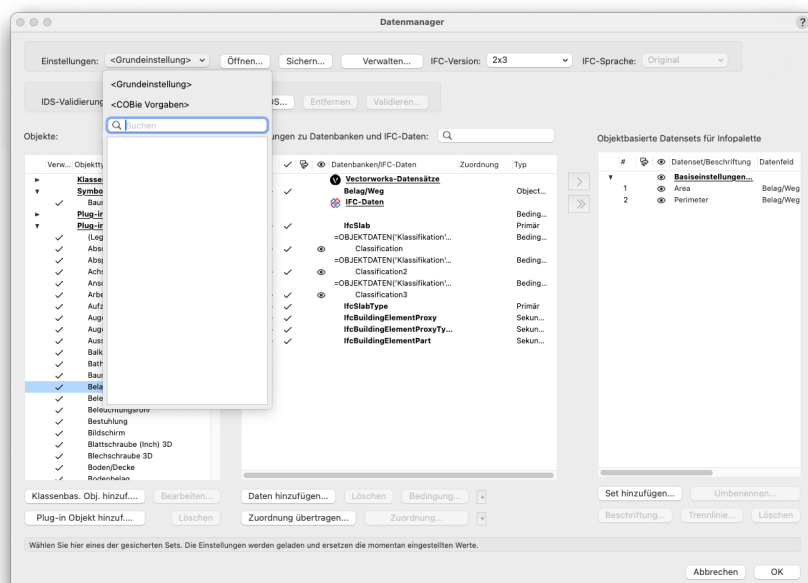 Datenmanager
?
Einstellungen: <Grundeinstellung> Öffnen... Sichern... Verwalten... IFC-Version: 2x3 IFC-Sprache: Original
<Grundeinstellung>
<COBie Vorgaben>
Suchen
IDS-Validierung
Entfernen Validieren...
Objekte:
ungen zu Datenbanken und IFC-Daten:
Objektbasierte Datensets für Infopalette
Verw... Objektty
Datenbanken/IFC-Daten Zuordnung Typ
# Datenset/Beschriftung Datenfeld
Klasse
Vectorworks-Datensätze
Basiseinstellungen...
Symbo
Belag/Weg Object...
1 Area Belag/Weg
Bau
IFC-Daten
2 Perimeter Belag/Weg
Plug-in
Beding...
Plug-in
IfcSlab Primär
(Leg
=OBJEKTDATEN('Klassifikation'... Beding...
Abs
Classification
Abs
=OBJEKTDATEN('Klassifikation'... Beding...
Achs
Classification2
Ans
=OBJEKTDATEN('Klassifikation'... Beding...
Arbe
Classification3
Aufz
IfcSlabType Primär
Aug
IfcBuildingElementProxy Sekun...
Aug
IfcBuildingElementProxyTy... Sekun...
Auss
IfcBuildingElementPart Sekun...
Balk
Bath
Bau
Bela
Bele
Beleuchtungsrohr
Bestuhlung
Bildschirm
Blattschraube (Inch) 3D
Blechschraube 3D
Boden/Decke
Bodenbelag
Klassenbas. Obj. hinzuf.... Bearbeiten... Daten hinzufügen... Löschen Bedingung... Set hinzufügen... Umbenennen...
Plug-in Objekt hinzuf.... Löschen Zuordnung übertragen... Zuordnung... Beschriftung... Trennlinie... Löschen
Wählen Sie hier eines der gesicherten Sets. Die Einstellungen werden geladen und ersetzen die momentan eingestellten Werte.
Abbrechen OK